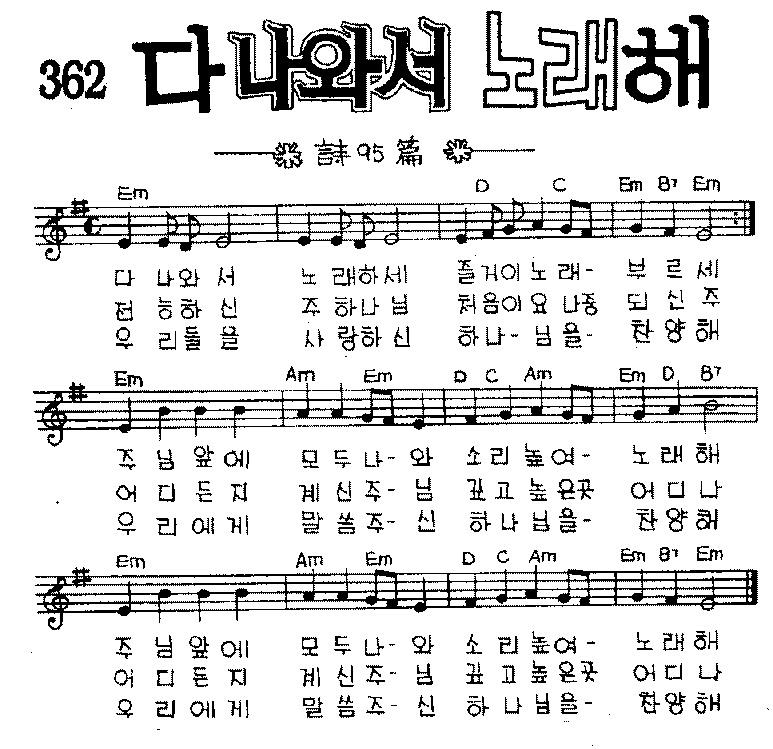 362 다 나와서 노래해
詩 95 篇
Em D C Em B7 Em
다 나와 서 노 래하세 즐거이 노 래- 부 르 세
전 능하 신 주 하나 님 처음이요 나중 되 신 주
우 리들 을 사 랑하 신 하나-님을- 찬 양 해
Em Am Em D C Am Em D B7
주 님 앞 에 모 두 나- 와 소 리 높여- 노 래 해
어 디 든 지 계 신 주- 님 깊 고 높은곳 어 디 나
우 리 에 게 말 씀 주- 신 하 나 님을- 찬 양 해
Em Am Em D C Am Em B7 Em
주 님 앞 에 모 두 나- 와 소 리 높여- 노 래 해
어 디 든 지 계 신 주- 님 깊 고 높은곳 어 디 나
우 리 에 게 말 씀 주- 신 하 나 님을- 찬 양 해